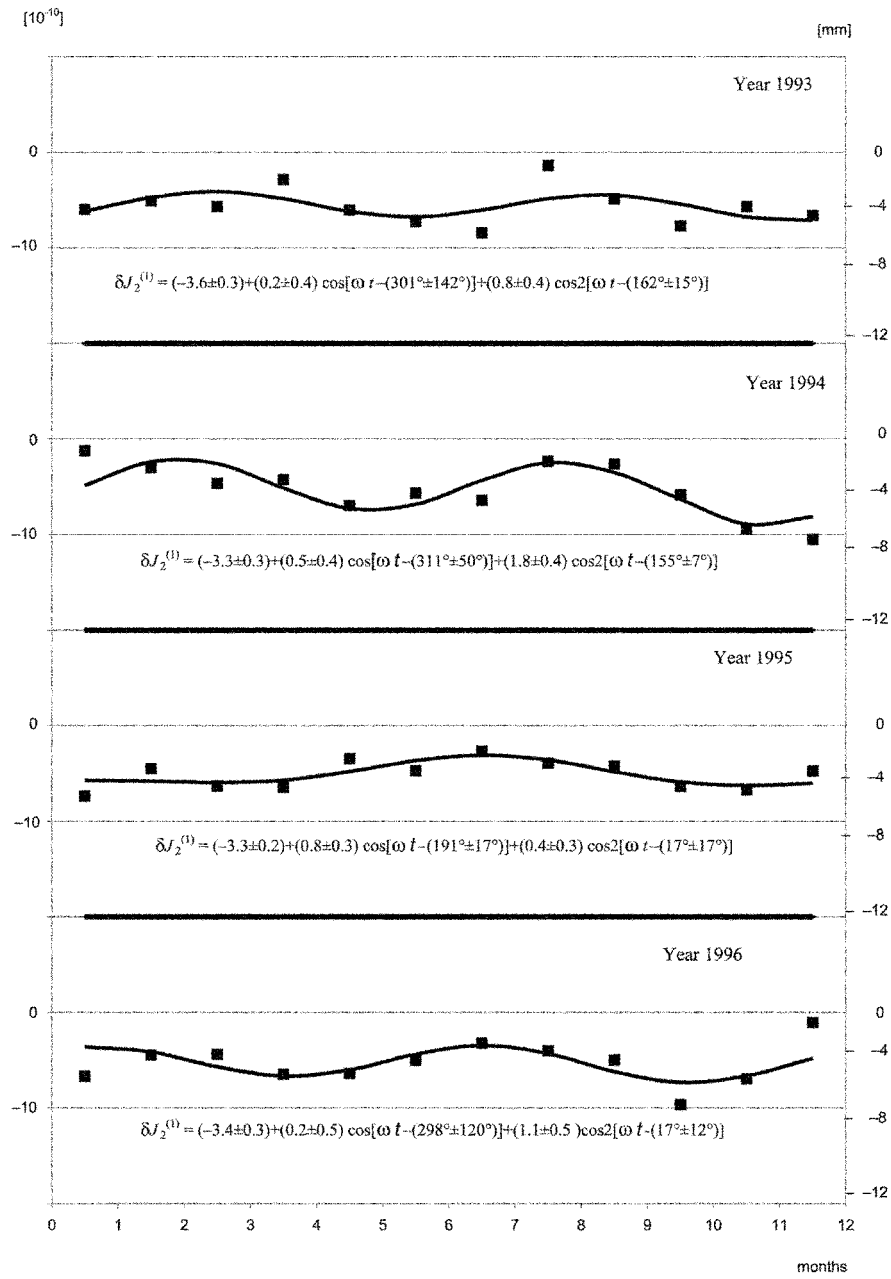 [10⁻¹⁰]
[mm]
Year 1993
0 0
−4
−10
−8
δJ₂⁽¹⁾ = (−3.6±0.3)+(0.2±0.4) cos[ω t−(301°±142°)]+(0.8±0.4) cos2[ω t−(162°±15°)]
−12
Year 1994
0 0
−4
−10
−8
δJ₂⁽¹⁾ = (−3.3±0.3)+(0.5±0.4) cos[ω t−(311°±50°)]+(1.8±0.4) cos2[ω t−(155°±7°)]
−12
Year 1995
0 0
−4
−10
−8
δJ₂⁽¹⁾ = (−3.3±0.2)+(0.8±0.3) cos[ω t−(191°±17°)]+(0.4±0.3) cos2[ω t−(17°±17°)]
−12
Year 1996
0 0
−4
−10
−8
δJ₂⁽¹⁾ = (−3.4±0.3)+(0.2±0.5) cos[ω t−(298°±120°)]+(1.1±0.5 )cos2[ω t-(17°±12°)]
−12
0 1 2 3 4 5 6 7 8 9 10 11 12
months